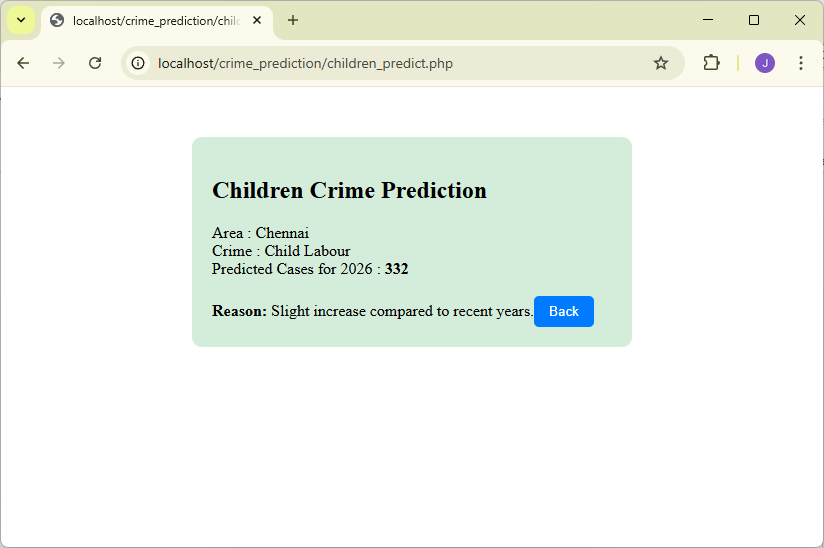 localhost/crime_prediction/chil
localhost/crime_prediction/children_predict.php
J
Children Crime Prediction
Area : Chennai
Crime : Child Labour
Predicted Cases for 2026 : 332
Reason: Slight increase compared to recent years.
Back